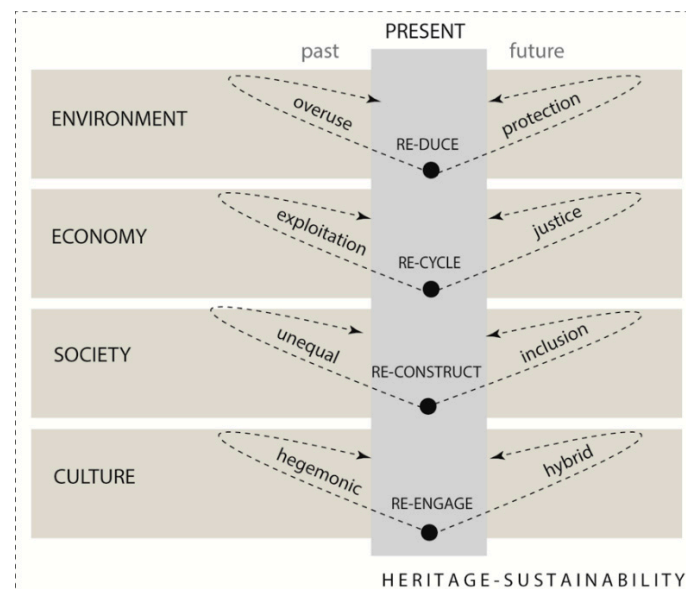 PRESENT
past future
overuse protection
ENVIRONMENT
RE-DUCE
exploitation justice
ECONOMY
RE-CYCLE
unequal inclusion
SOCIETY
RE-CONSTRUCT
hegemonic hybrid
CULTURE
RE-ENGAGE
HERITAGE-SUSTAINABILITY